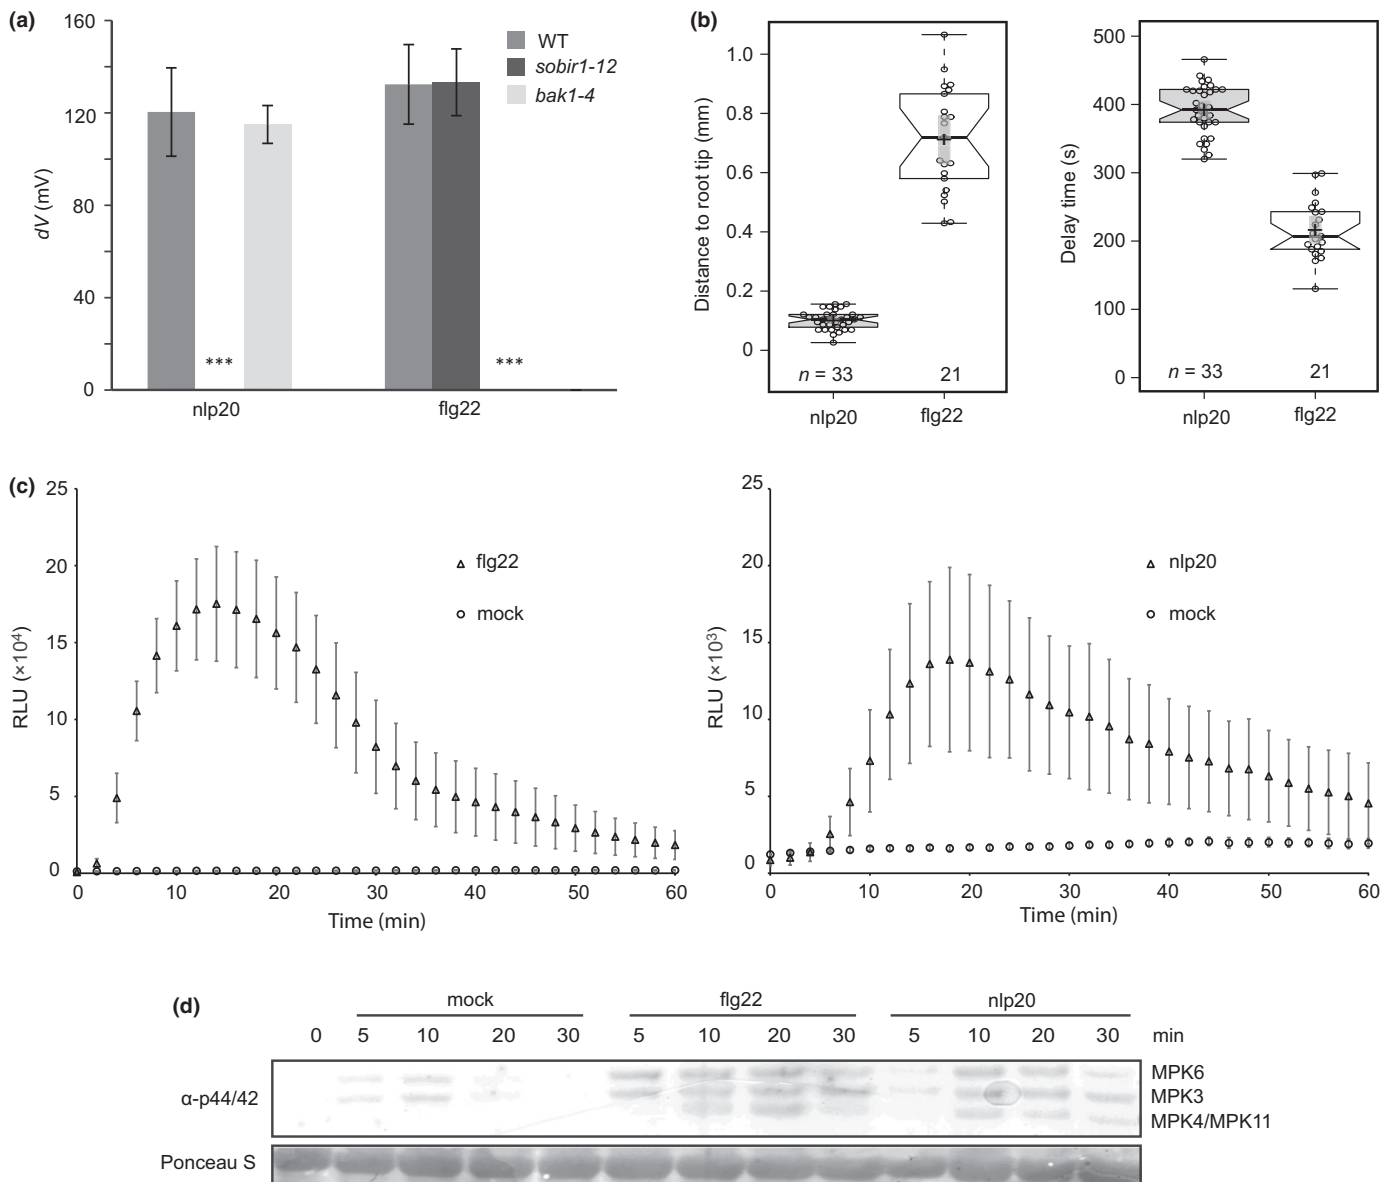 (a)
160
120
80
40
0
dV (mV)
WT
sobir1-12
bak1-4
***
***
nlp20
flg22
(b)
1.0
0.8
0.6
0.4
0.2
0
Distance to root tip (mm)
n = 33
21
nlp20
flg22
500
400
300
200
100
0
Delay time (s)
n = 33
21
nlp20
flg22
(c)
25
20
15
10
5
0
RLU (×10⁴)
flg22
mock
0
10
20
30
40
50
60
Time (min)
25
20
15
10
5
0
RLU (×10³)
nlp20
mock
0
10
20
30
40
50
60
Time (min)
(d)
mock
flg22
nlp20
0 5 10 20 30 5 10 20 30 5 10 20 30 min
α-p44/42
MPK6
MPK3
MPK4/MPK11
Ponceau S